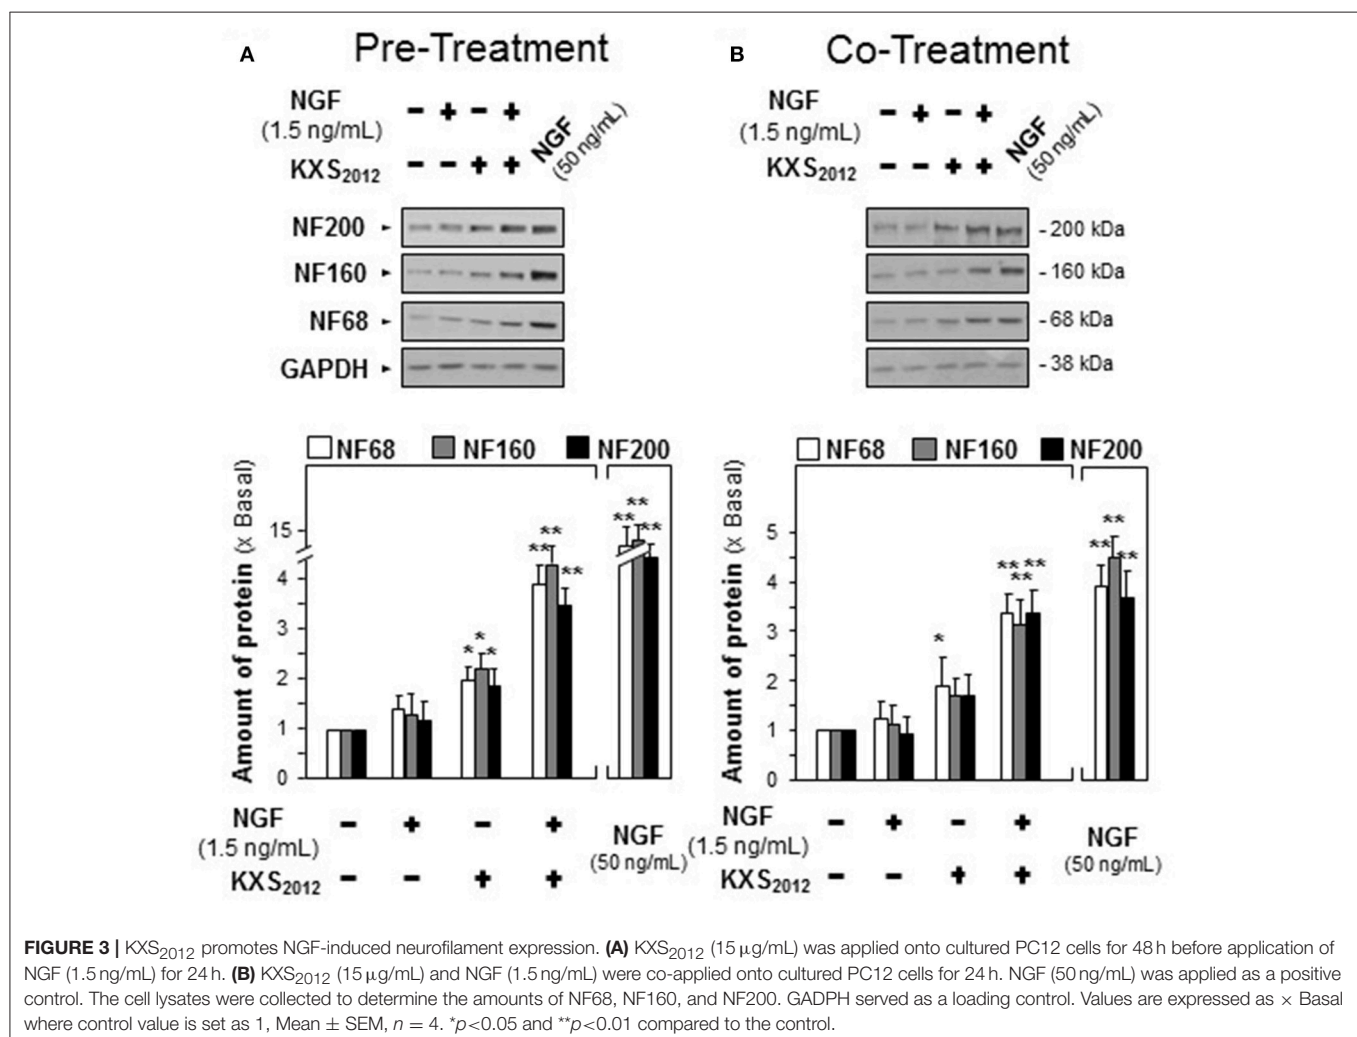 (A) Pre-Treatment
NGF
(1.5 ng/mL)
- + - +
KXS2012
- - + +
NGF
(50 ng/mL)
NF200
NF160
NF68
GAPDH
NF68 NF160 NF200
Amount of protein (x Basal)
15
4
3
2
1
0
* * *
** ** **
** ** **
NGF
(1.5 ng/mL)
- + - +
KXS2012
- - + +
NGF
(50 ng/mL)
(B) Co-Treatment
NGF
(1.5 ng/mL)
- + - +
KXS2012
- - + +
NGF
(50 ng/mL)
- 200 kDa
- 160 kDa
- 68 kDa
- 38 kDa
NF68 NF160 NF200
Amount of protein (x Basal)
5
4
3
2
1
0
*
** ** **
** ** **
NGF
(1.5 ng/mL)
- + - +
KXS2012
- - + +
NGF
(50 ng/mL)
FIGURE 3 | KXS2012 promotes NGF-induced neurofilament expression. (A) KXS2012 (15 μg/mL) was applied onto cultured PC12 cells for 48 h before application of
NGF (1.5 ng/mL) for 24 h. (B) KXS2012 (15 μg/mL) and NGF (1.5 ng/mL) were co-applied onto cultured PC12 cells for 24 h. NGF (50 ng/mL) was applied as a positive
control. The cell lysates were collected to determine the amounts of NF68, NF160, and NF200. GADPH served as a loading control. Values are expressed as × Basal
where control value is set as 1, Mean ± SEM, n = 4. *p<0.05 and **p<0.01 compared to the control.